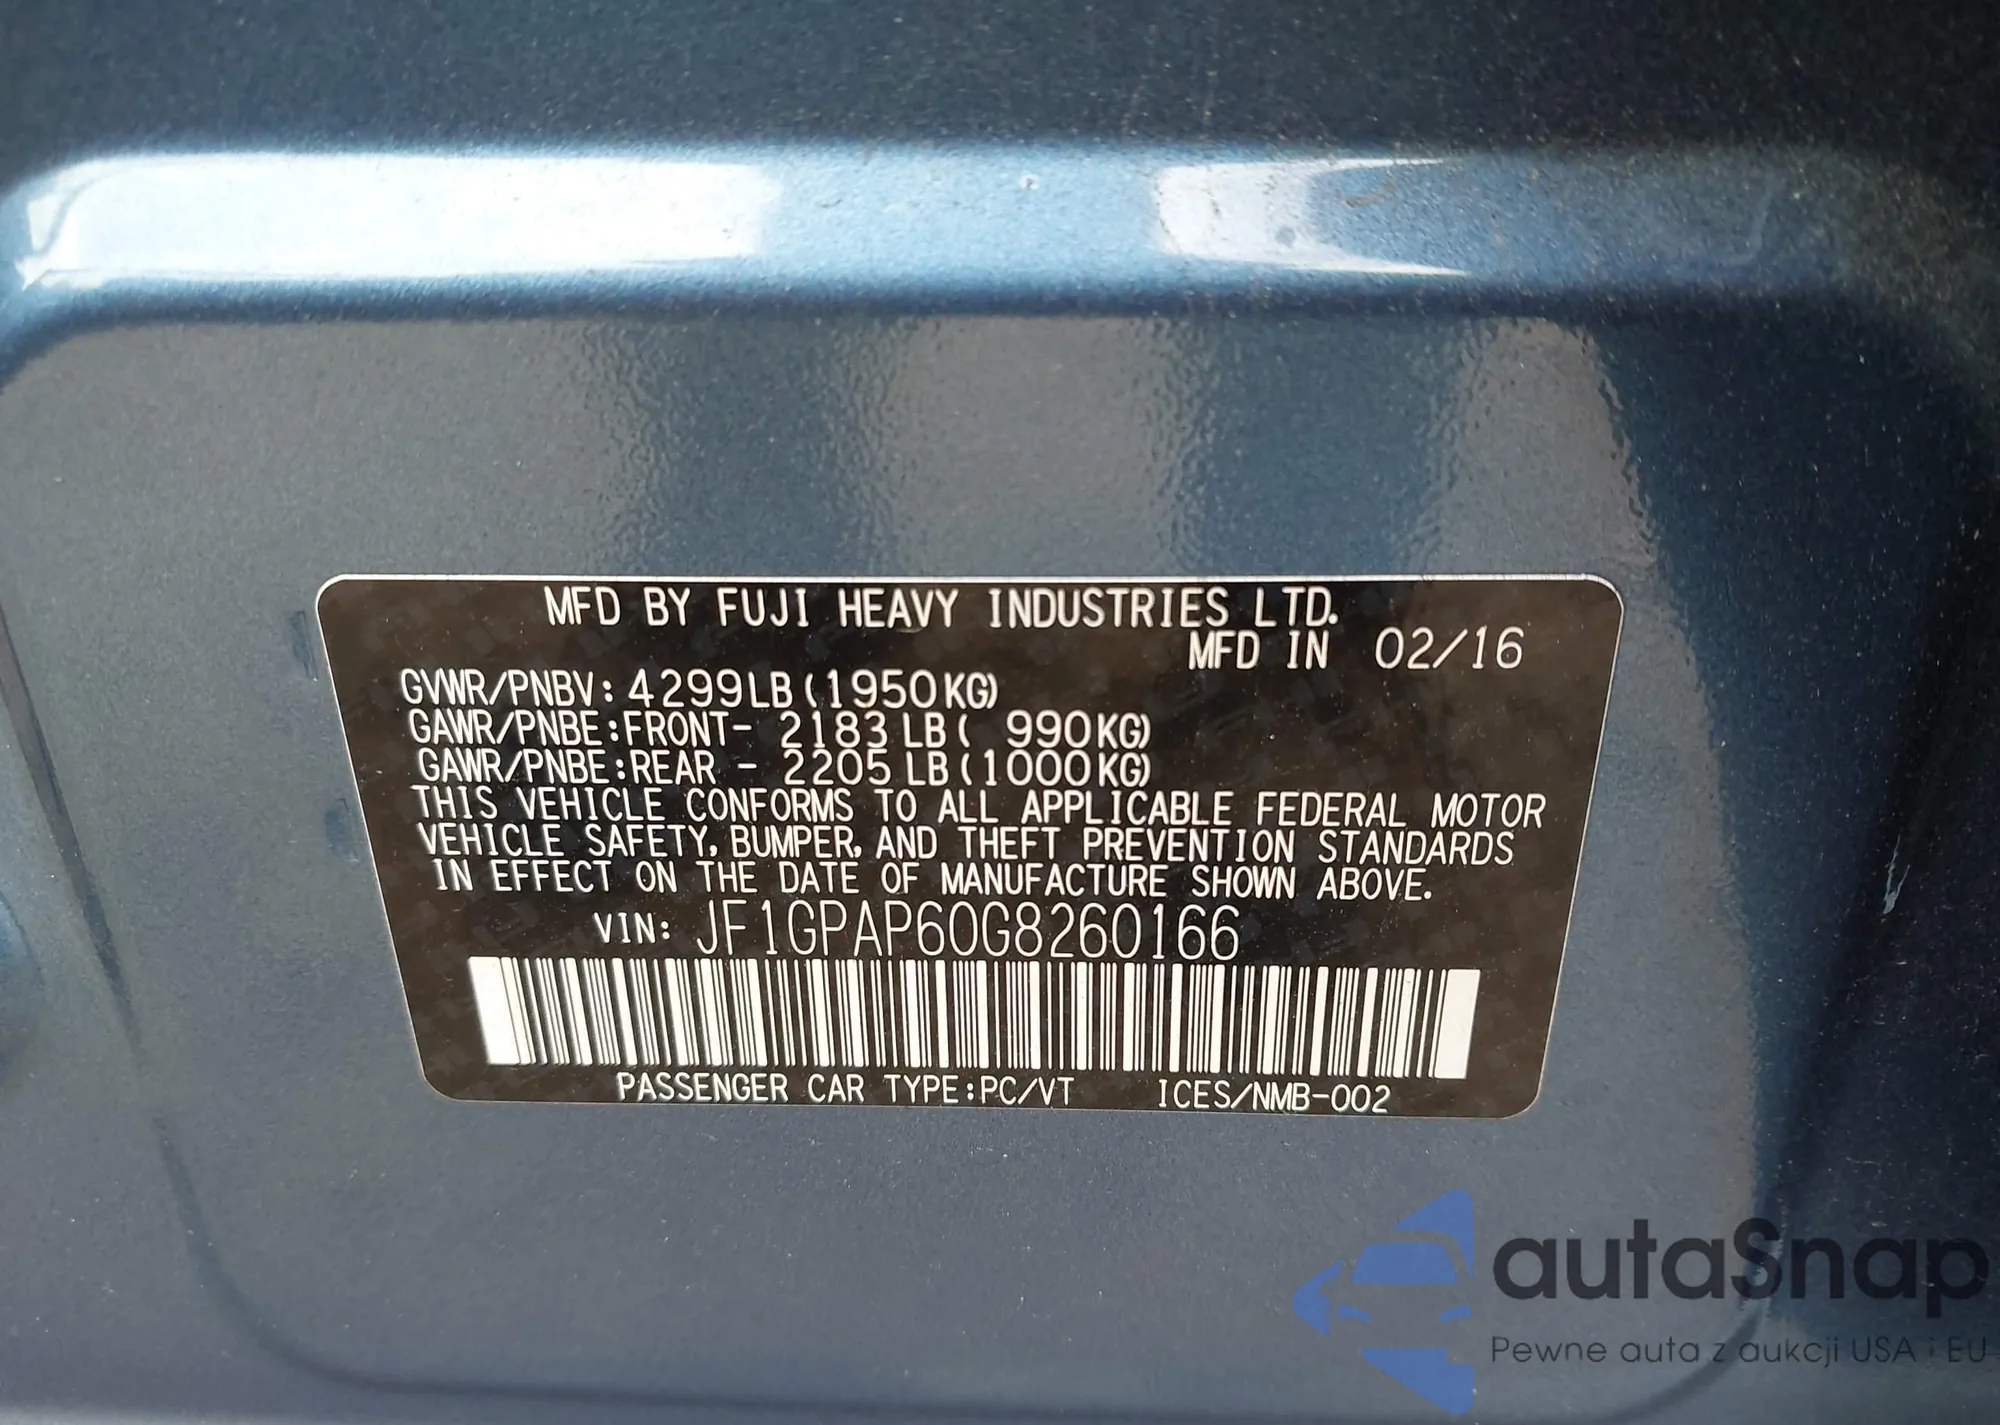 MFD BY FUJI HEAVY INDUSTRIES LTD.
MFD IN 02/16
GVWR/PNBV: 4299LB (1950KG)
GAWR/PNBE:FRONT- 2183 LB ( 990KG)
GAWR/PNBE:REAR - 2205 LB (1000KG)
THIS VEHICLE CONFORMS TO ALL APPLICABLE FEDERAL MOTOR
VEHICLE SAFETY, BUMPER, AND THEFT PREVENTION STANDARDS
IN EFFECT ON THE DATE OF MANUFACTURE SHOWN ABOVE.
VIN: JF1GPAP60G8260166
PASSENGER CAR TYPE:PC/VT ICES/NMB-002
autaSnap
Pewne auta z aukcji USA i EU